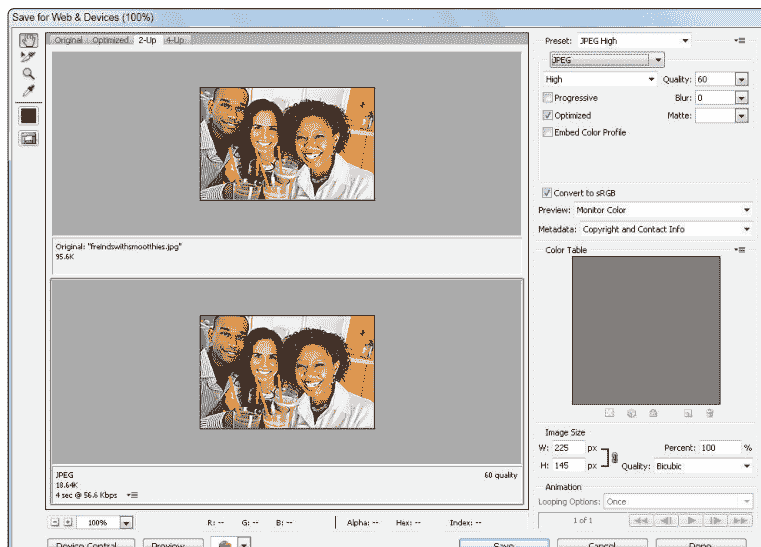 Save for Web & Devices (100%)
Original Optimized 2-Up 4-Up
Original: "freindswithsmootthies.jpg"
95.6K
JPEG 60 quality
18.64K
4 sec @ 56.6 Kbps
100% R: -- G: -- B: -- Alpha: -- Hex: -- Index: --
Device Central... Preview...
Preset: JPEG High
JPEG
High Quality: 60
Progressive Blur: 0
Optimized Matte:
Embed Color Profile
Convert to sRGB
Preview: Monitor Color
Metadata: Copyright and Contact Info
Color Table
Image Size
W: 225 px Percent: 100 %
H: 145 px Quality: Bicubic
Animation
Looping Options: Once
1 of 1
Save Cancel Done